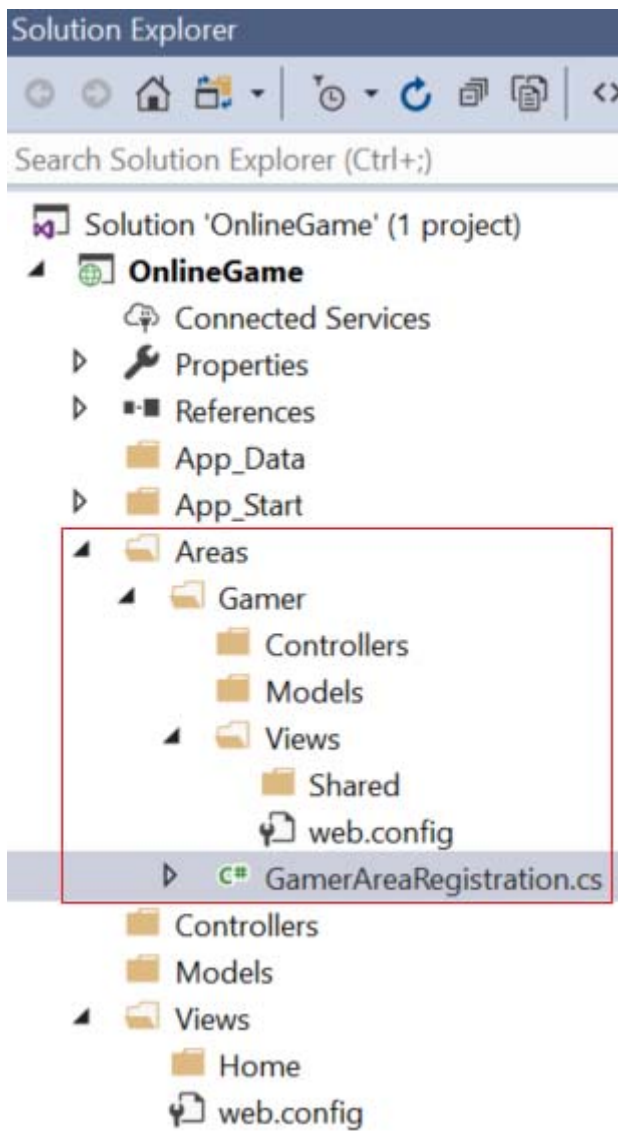 Solution Explorer
Search Solution Explorer (Ctrl+;)
Solution 'OnlineGame' (1 project)
OnlineGame
Connected Services
Properties
References
App_Data
App_Start
Areas
Gamer
Controllers
Models
Views
Shared
web.config
C# GamerAreaRegistration.cs
Controllers
Models
Views
Home
web.config